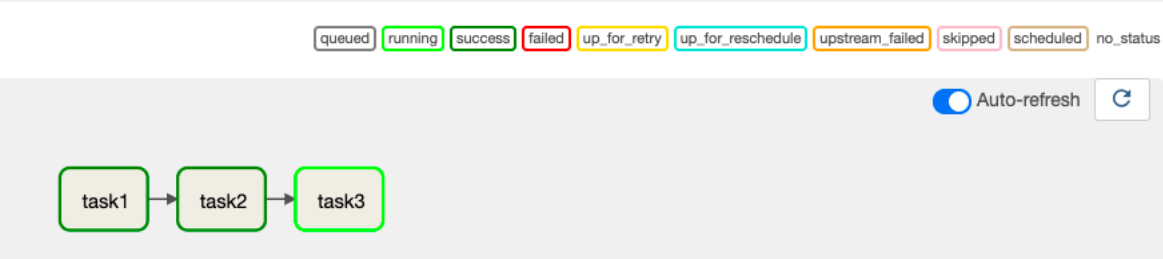 queued running success failed up_for_retry up_for_reschedule upstream_failed skipped scheduled no_status
Auto-refresh
task1 task2 task3